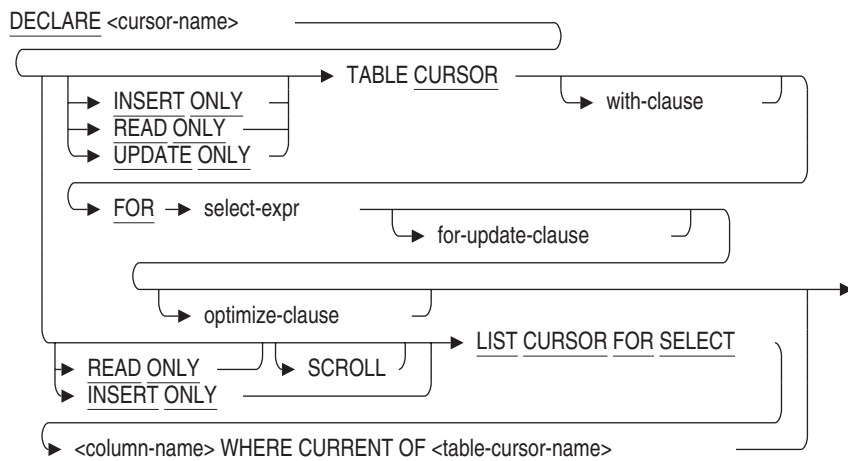 DECLARE <cursor-name>
TABLE CURSOR
INSERT ONLY
with-clause
READ ONLY
UPDATE ONLY
FOR select-expr
for-update-clause
optimize-clause
LIST CURSOR FOR SELECT
READ ONLY SCROLL
INSERT ONLY
<column-name> WHERE CURRENT OF <table-cursor-name>